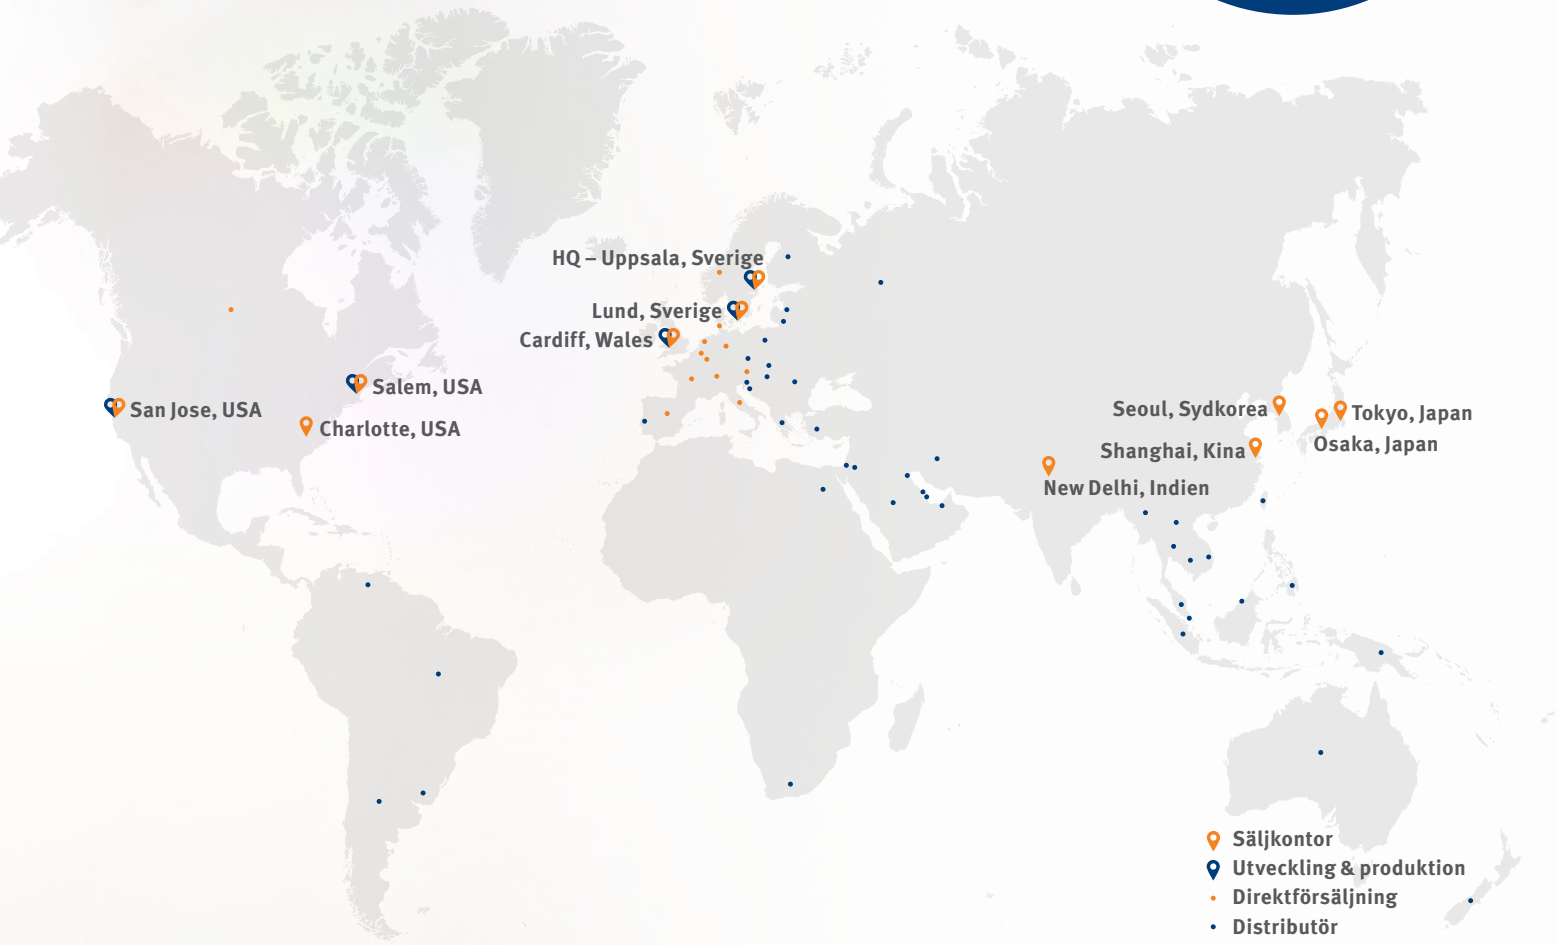 HQ – Uppsala, Sverige
Lund, Sverige
Cardiff, Wales
Salem, USA
San Jose, USA
Charlotte, USA
Seoul, Sydkorea
Tokyo, Japan
Osaka, Japan
Shanghai, Kina
New Delhi, Indien
Säljkontor
Utveckling & produktion
Direktförsäljning
Distributör